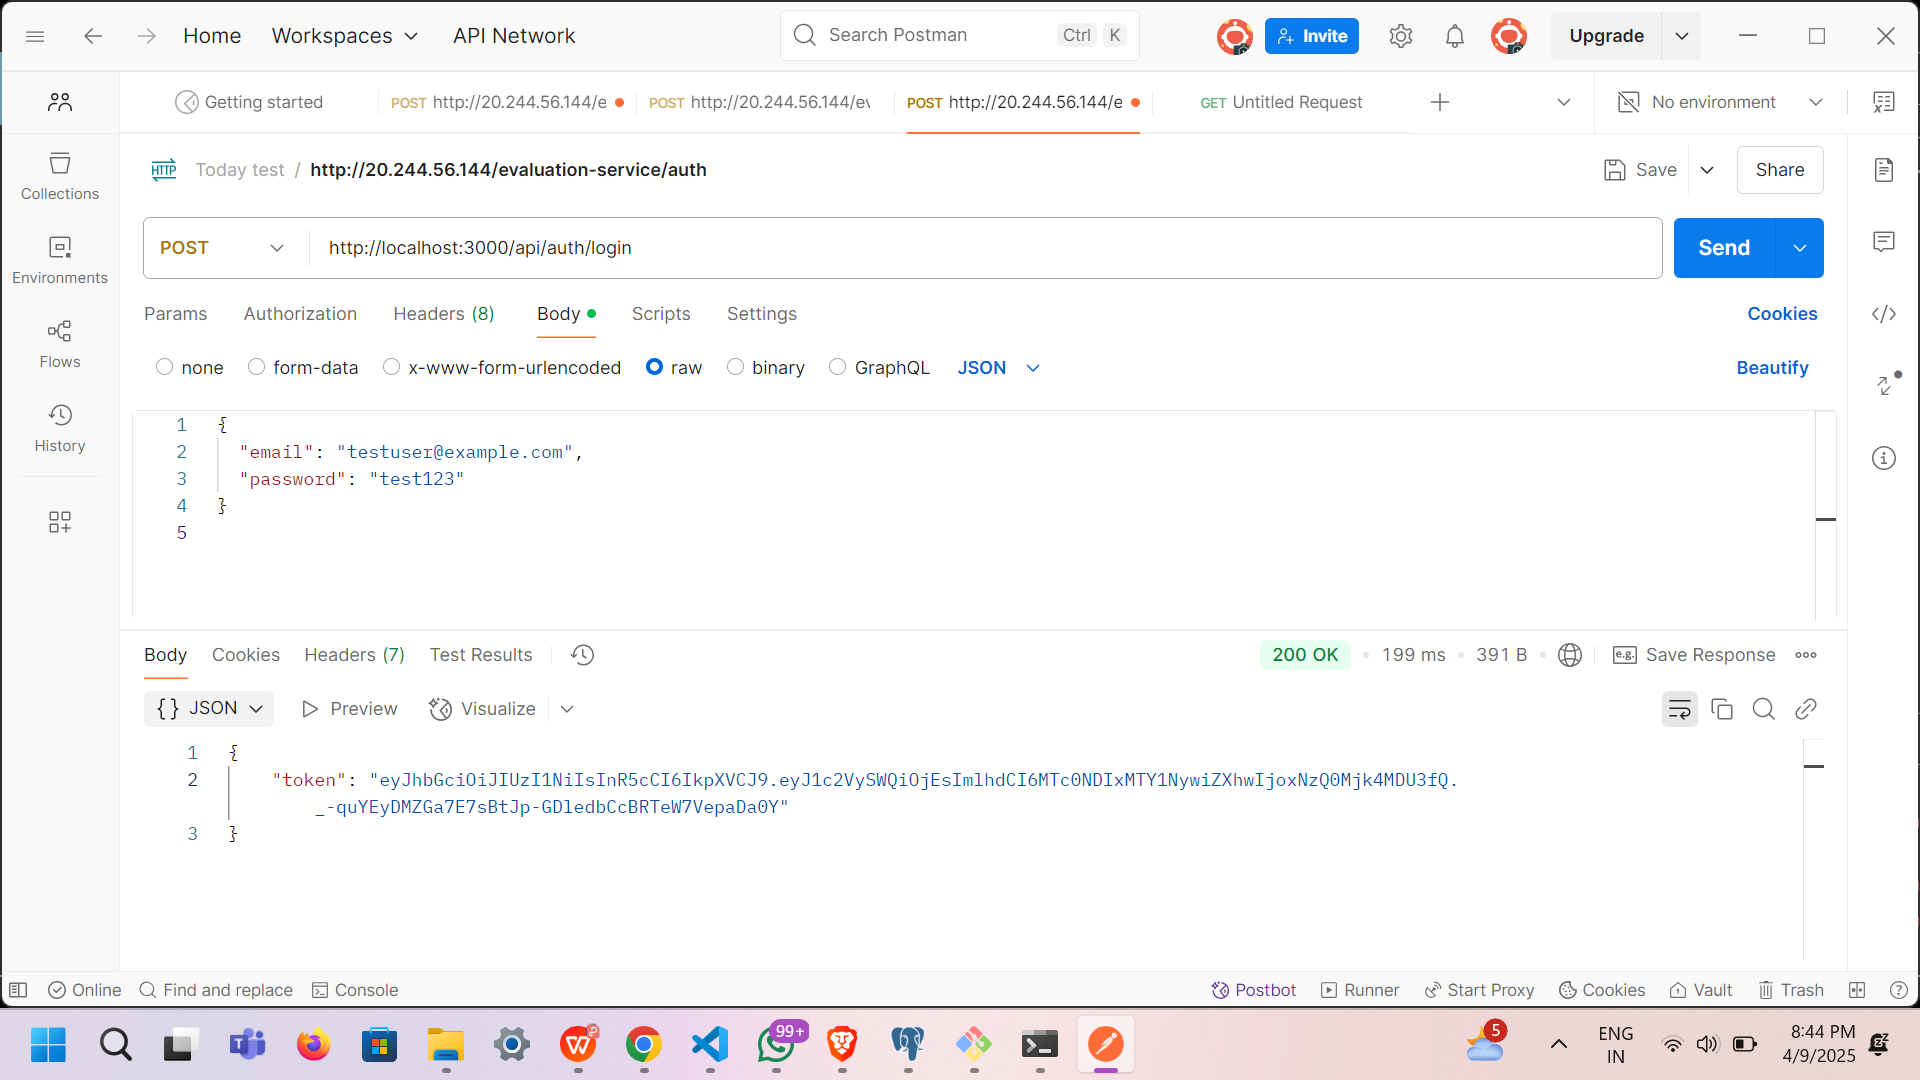 Home
Workspaces
API Network
Search Postman
Ctrl K
Invite
Upgrade
Getting started
POST http://20.244.56.144/e
POST http://20.244.56.144/ev
POST http://20.244.56.144/e
GET Untitled Request
No environment
Collections
Environments
Flows
History
HTTP Today test / http://20.244.56.144/evaluation-service/auth
Save
Share
POST
http://localhost:3000/api/auth/login
Send
Params
Authorization
Headers (8)
Body
Scripts
Settings
Cookies
none
form-data
x-www-form-urlencoded
raw
binary
GraphQL
JSON
Beautify
1 {
2 "email": "testuser@example.com",
3 "password": "test123"
4 }
5
Body
Cookies
Headers (7)
Test Results
200 OK
199 ms
391 B
e.g. Save Response
{} JSON
Preview
Visualize
1 {
2 "token": "eyJhbGciOiJIUzI1NiIsInR5cCI6IkpXVCJ9.eyJ1c2VySWQiOjEsImlhdCI6MTc0NDIxMTY1NywiZXhwIjoxNzQ0Mjk4MDU3fQ.
_-quYEyDMZGa7E7sBtJp-GDledbCcBRTeW7VepaDa0Y"
3 }
Online
Find and replace
Console
Postbot
Runner
Start Proxy
Cookies
Vault
Trash
99+
5
ENG
IN
8:44 PM
4/9/2025